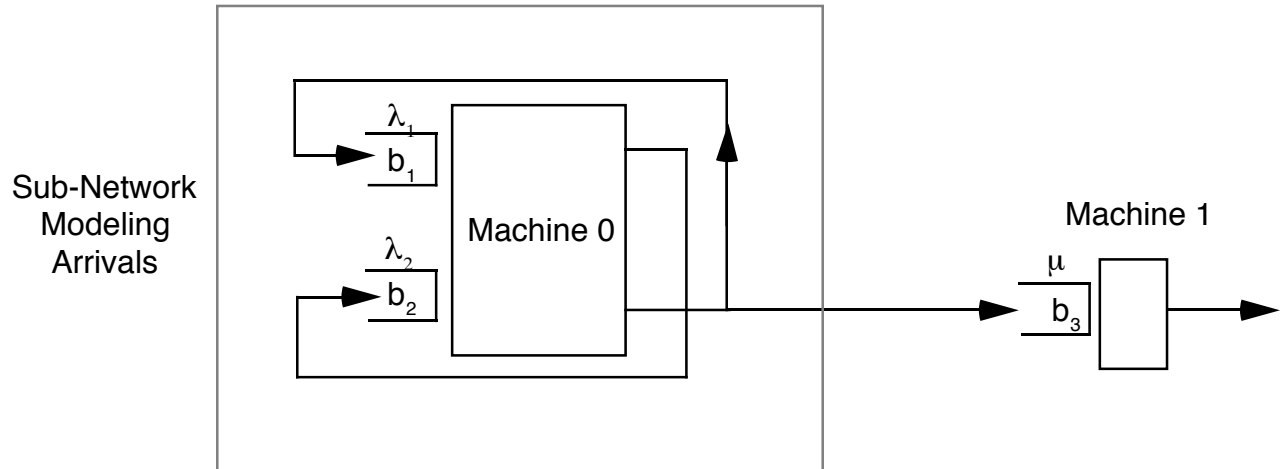 Sub-Network
Modeling
Arrivals
λ₁
b₁
λ₂
b₂
Machine 0
Machine 1
μ
b₃